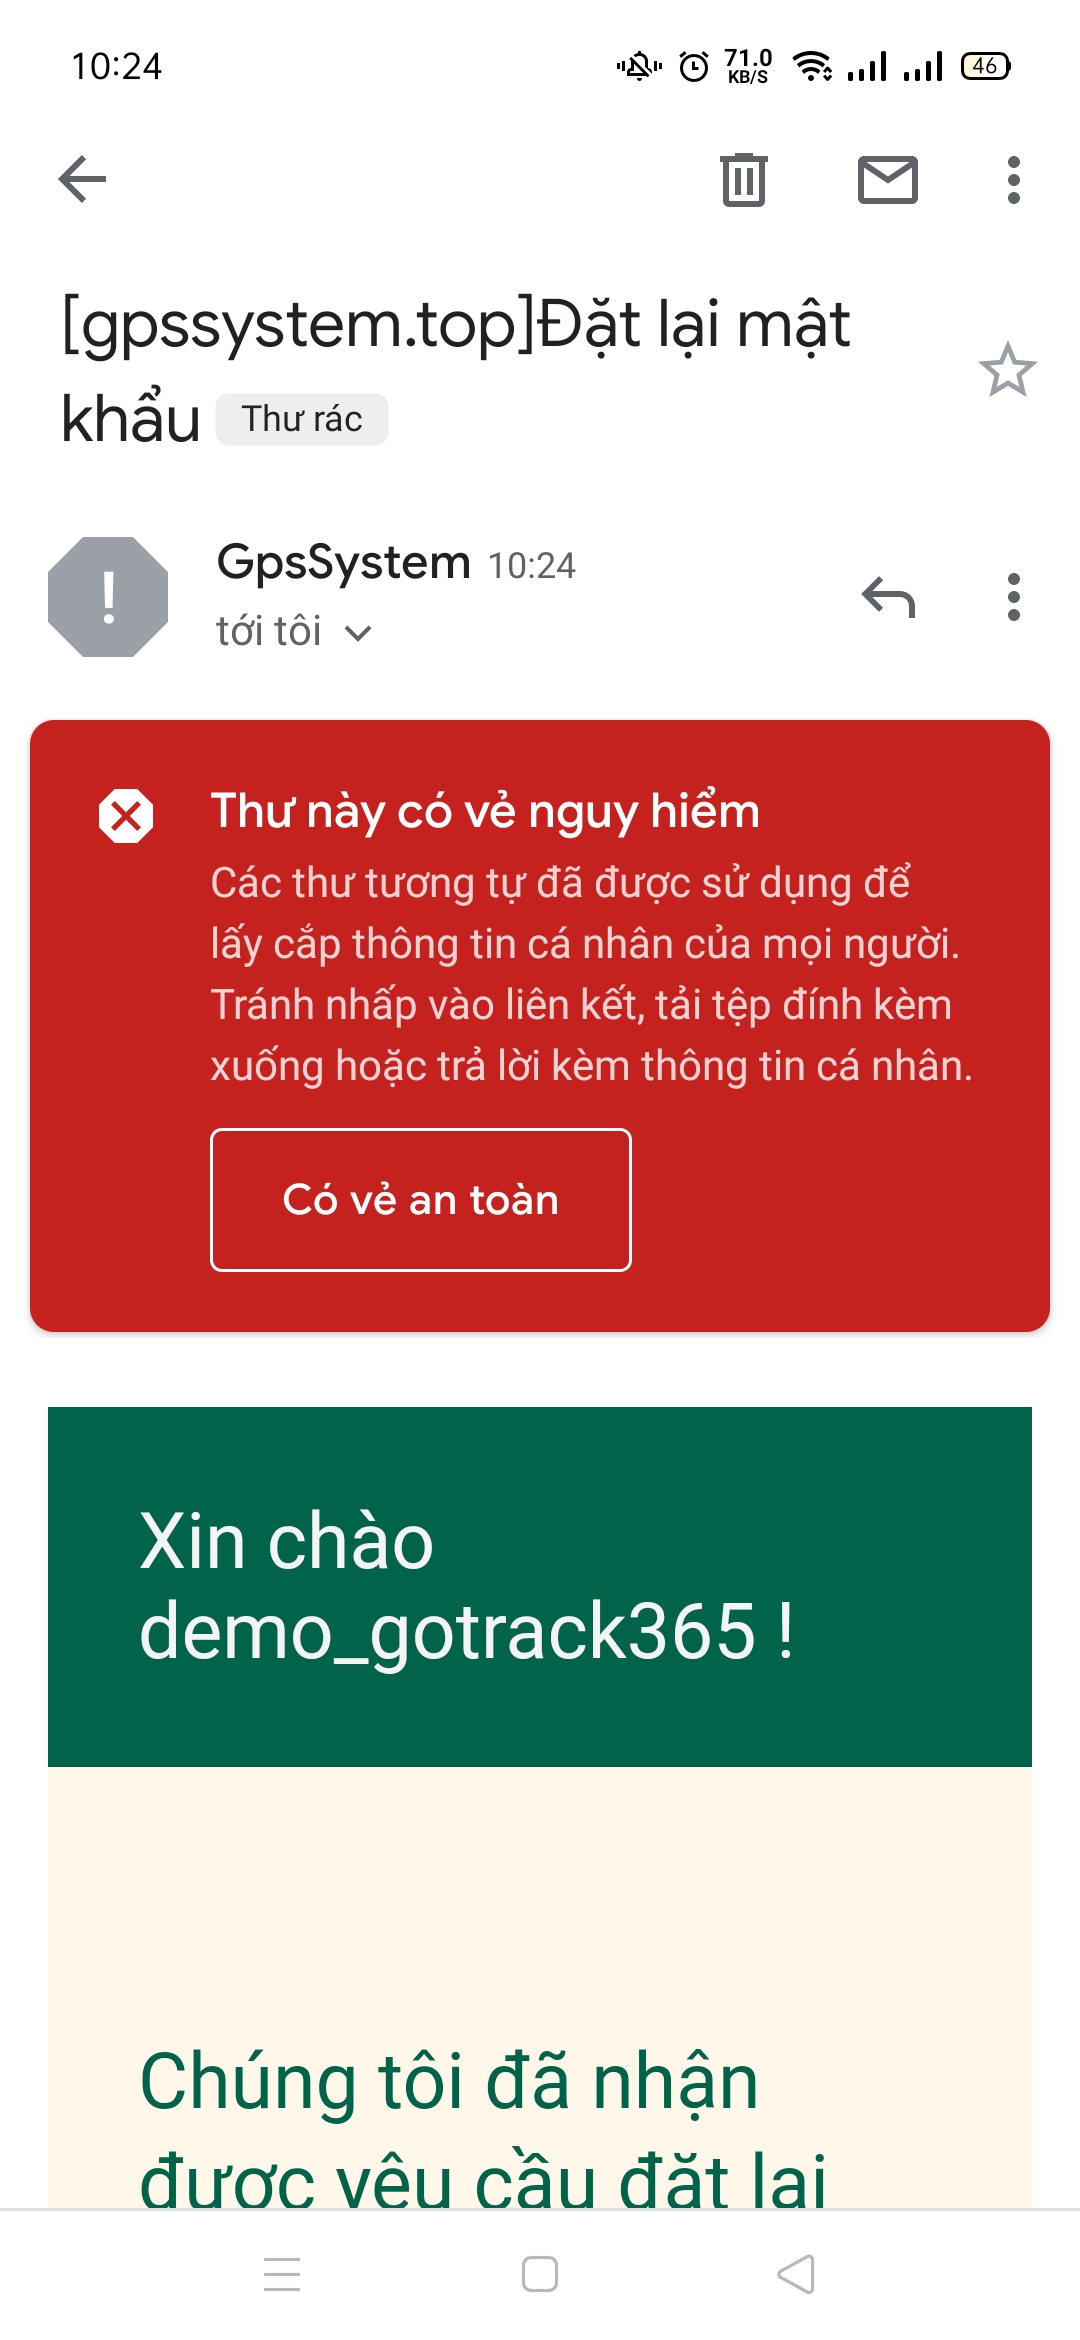 10:24
71.0
KB/S
46
[gpssystem.top]Đặt lại mật
khẩu Thư rác
GpsSystem 10:24
tới tôi
Thư này có vẻ nguy hiểm
Các thư tương tự đã được sử dụng để
lấy cắp thông tin cá nhân của mọi người.
Tránh nhấp vào liên kết, tải tệp đính kèm
xuống hoặc trả lời kèm thông tin cá nhân.
Có vẻ an toàn
Xin chào
demo_gotrack365 !
Chúng tôi đã nhận
được yêu cầu đặt lại